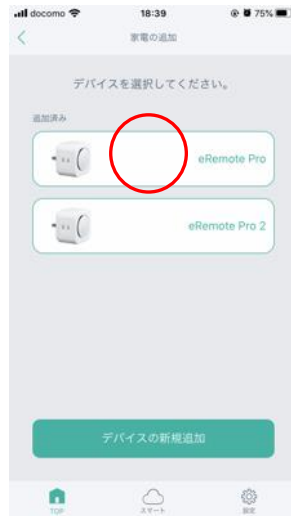 docomo 18:39 75%
家電の追加
デバイスを選択してください。
追加済み
eRemote Pro
eRemote Pro 2
デバイスの新規追加
TOP スマート 設定